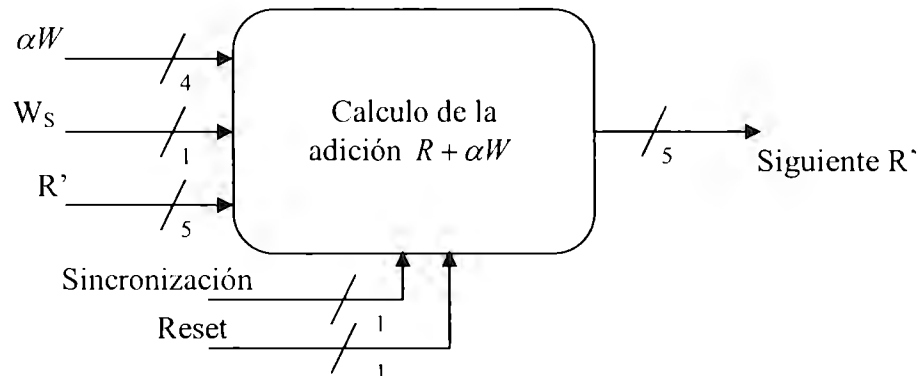 αW
4
W_S
1
R’
5
Calculo de la
adición R + αW
5
Siguiente R‘
Sincronización
1
Reset
1